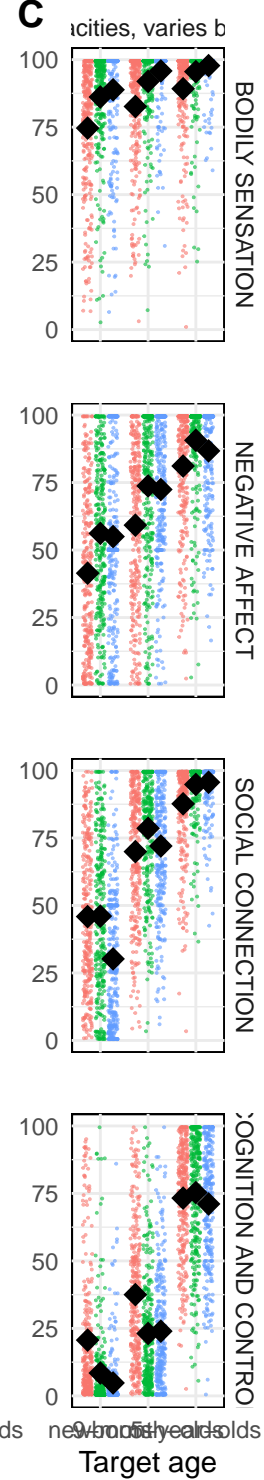 C
acities, varies b
100
75
50
25
0
BODILY SENSATION
100
75
50
25
0
NEGATIVE AFFECT
100
75
50
25
0
SOCIAL CONNECTION
100
75
50
25
0
OGNITION AND CONTRO
ds
Target age